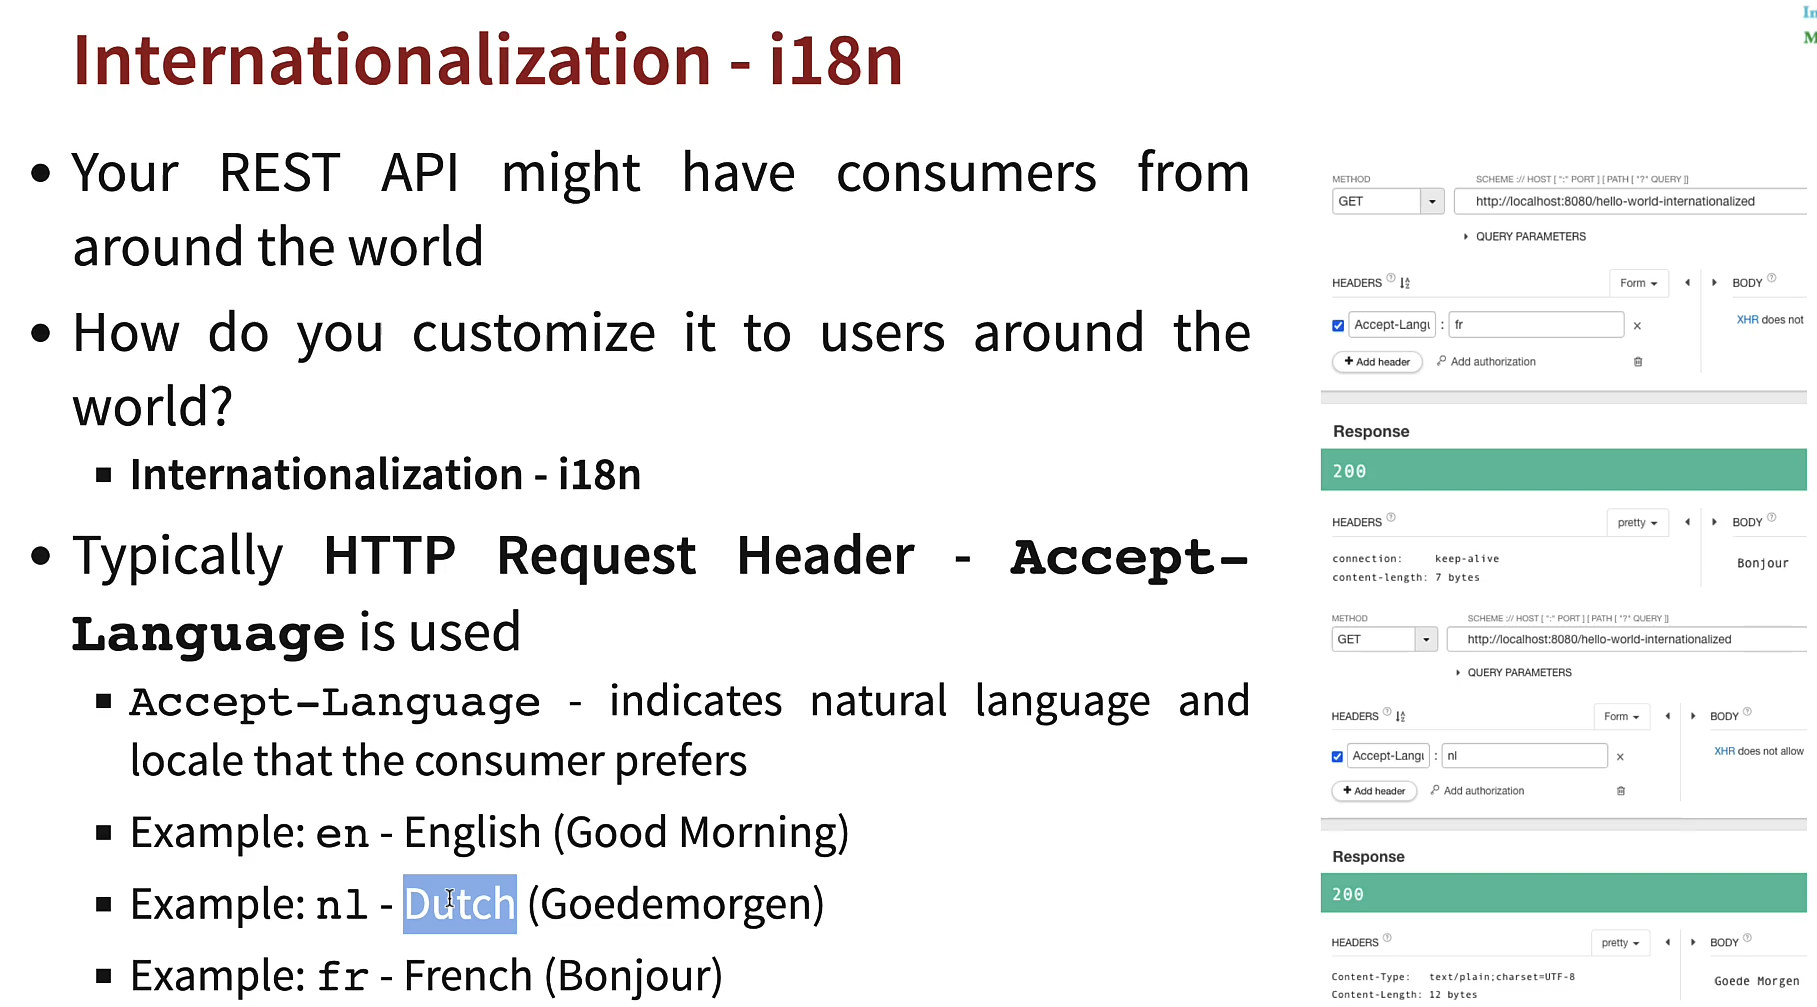 Internationalization - i18n
Your REST API might have consumers from
around the world
How do you customize it to users around the
world?
Internationalization - i18n
Typically HTTP Request Header - Accept-
Language is used
Accept-Language - indicates natural language and
locale that the consumer prefers
Example: en - English (Good Morning)
Example: nl - Dutch (Goedemorgen)
Example: fr - French (Bonjour)
METHOD SCHEME :// HOST [ ":" PORT ] [ PATH [ "?" QUERY ]]
GET http://localhost:8080/hello-world-internationalized
QUERY PARAMETERS
HEADERS Form BODY
Accept-Langu : fr × XHR does not
+ Add header Add authorization
Response
200
HEADERS pretty BODY
connection: keep-alive
content-length: 7 bytes
Bonjour
METHOD SCHEME :// HOST [ ":" PORT ] [ PATH [ "?" QUERY ]]
GET http://localhost:8080/hello-world-internationalized
QUERY PARAMETERS
HEADERS Form BODY
Accept-Langu : nl × XHR does not allow
+ Add header Add authorization
Response
200
HEADERS pretty BODY
Content-Type: text/plain;charset=UTF-8
Content-Length: 12 bytes
Goede Morgen